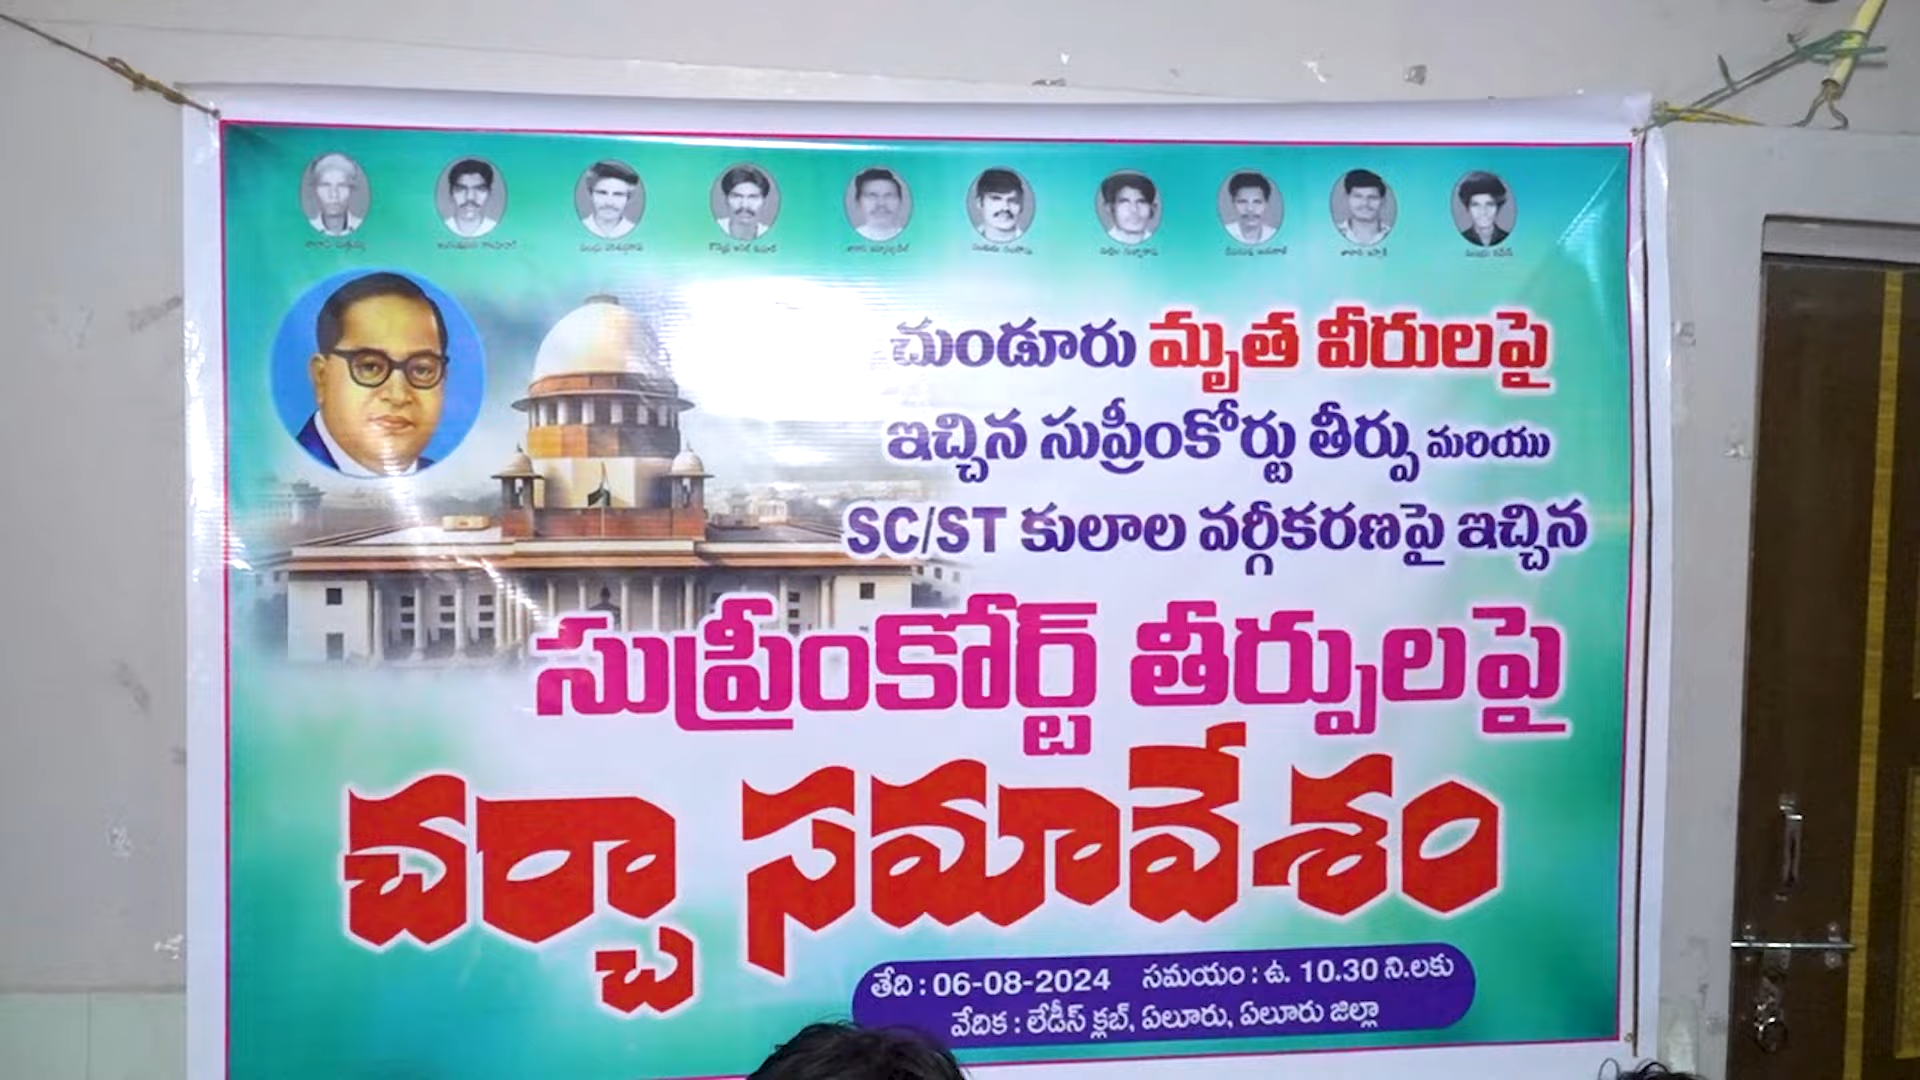 చుండూరు మృత వీరులపై
ఇచ్చిన సుప్రీంకోర్టు తీర్పు మరియు
SC/ST కులాల వర్గీకరణపై ఇచ్చిన
సుప్రీంకోర్ట్ తీర్పులపై
చర్చా సమావేశం
తేది : 06-08-2024 సమయం : ఉ. 10.30 ని.లకు
వేదిక : లేడీస్ క్లబ్, ఏలూరు, ఏలూరు జిల్లా